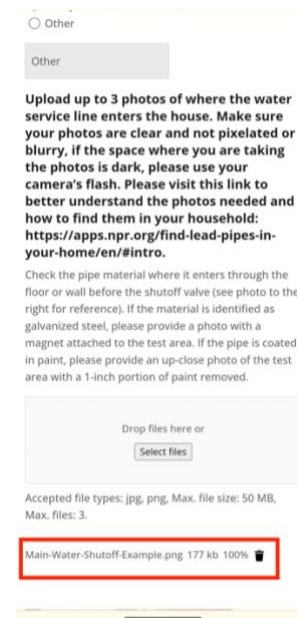 Other
Other
Upload up to 3 photos of where the water
service line enters the house. Make sure
your photos are clear and not pixelated or
blurry, if the space where you are taking
the photos is dark, please use your
camera's flash. Please visit this link to
better understand the photos needed and
how to find them in your household:
https://apps.npr.org/find-lead-pipes-in-
your-home/en/#intro.
Check the pipe material where it enters through the
floor or wall before the shutoff valve (see photo to the
right for reference). If the material is identified as
galvanized steel, please provide a photo with a
magnet attached to the test area. If the pipe is coated
in paint, please provide an up-close photo of the test
area with a 1-inch portion of paint removed.
Drop files here or
Select files
Accepted file types: jpg, png, Max. file size: 50 MB,
Max. files: 3.
Main-Water-Shutoff-Example.png 177 kb 100%